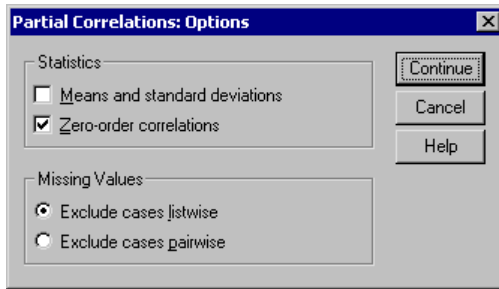 Partial Correlations: Options
Statistics
Means and standard deviations
Zero-order correlations
Missing Values
Exclude cases listwise
Exclude cases pairwise
Continue
Cancel
Help